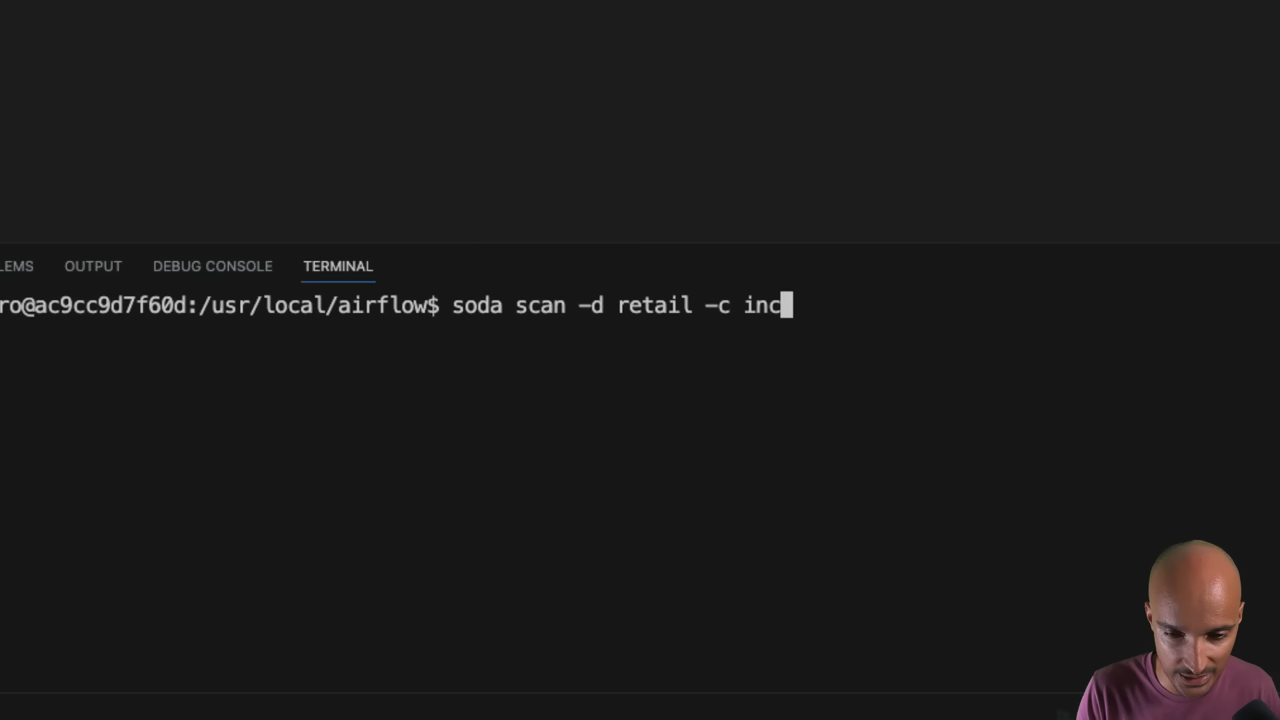 LEMS OUTPUT DEBUG CONSOLE TERMINAL
ro@ac9cc9d7f60d:/usr/local/airflow$ soda scan -d retail -c inc